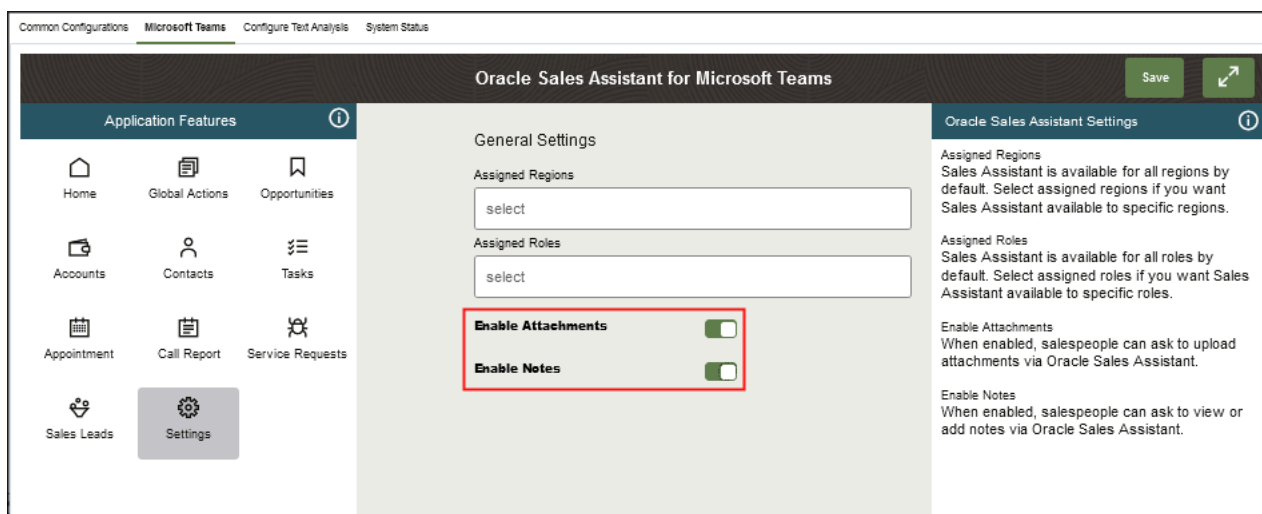 Common Configurations Microsoft Teams Configure Text Analysis System Status
Oracle Sales Assistant for Microsoft Teams
Save
Application Features
Home Global Actions Opportunities
Accounts Contacts Tasks
Appointment Call Report Service Requests
Sales Leads Settings
General Settings
Assigned Regions
select
Assigned Roles
select
Enable Attachments
Enable Notes
Oracle Sales Assistant Settings
Assigned Regions
Sales Assistant is available for all regions by
default. Select assigned regions if you want
Sales Assistant available to specific regions.
Assigned Roles
Sales Assistant is available for all roles by
default. Select assigned roles if you want Sales
Assistant available to specific roles.
Enable Attachments
When enabled, salespeople can ask to upload
attachments via Oracle Sales Assistant.
Enable Notes
When enabled, salespeople can ask to view or
add notes via Oracle Sales Assistant.